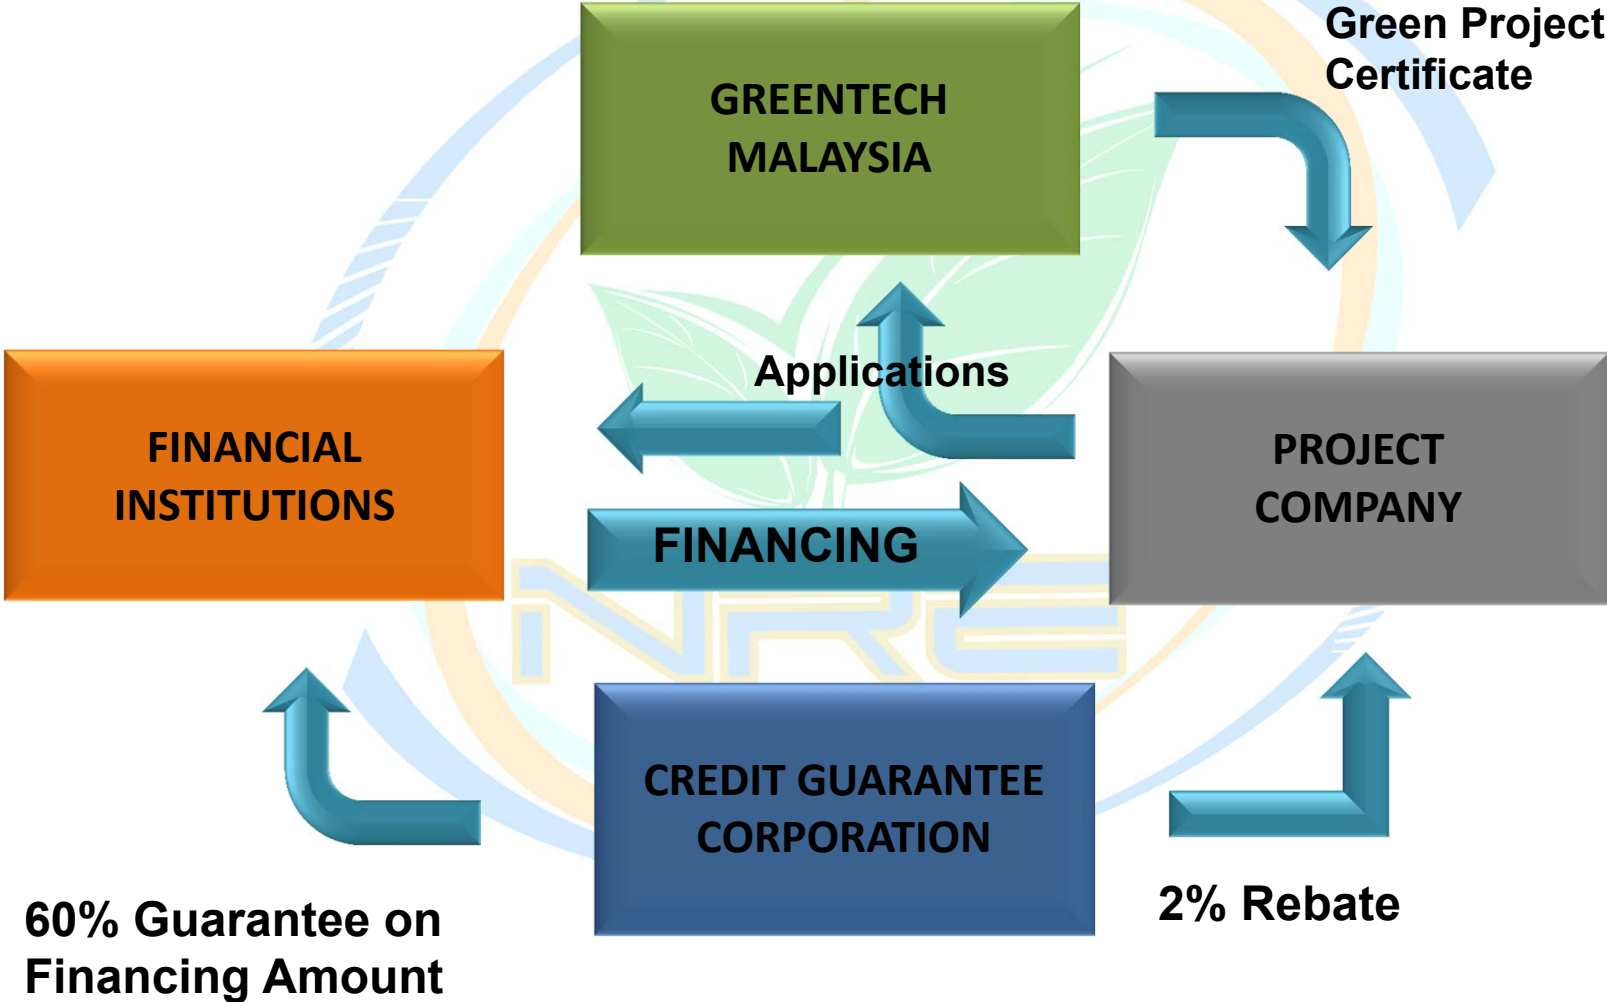 Green Project
Certificate
GREENTECH
MALAYSIA
Applications
FINANCIAL
INSTITUTIONS
PROJECT
COMPANY
FINANCING
NRE
CREDIT GUARANTEE
CORPORATION
60% Guarantee on
Financing Amount
2% Rebate